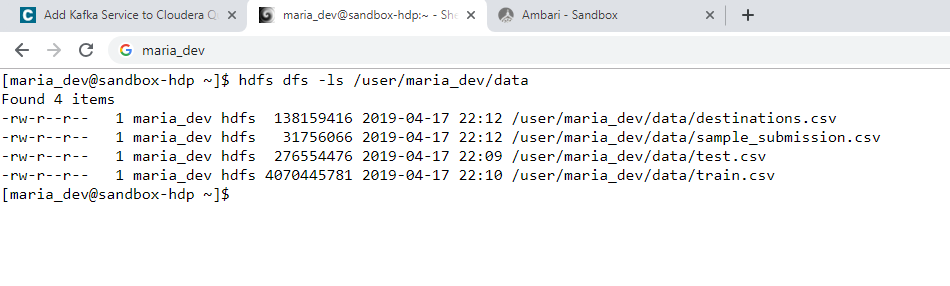 Add Kafka Service to Cloudera Q
maria_dev@sandbox-hdp:~ - She
Ambari - Sandbox
maria_dev
[maria_dev@sandbox-hdp ~]$ hdfs dfs -ls /user/maria_dev/data
Found 4 items
-rw-r--r--   1 maria_dev hdfs  138159416 2019-04-17 22:12 /user/maria_dev/data/destinations.csv
-rw-r--r--   1 maria_dev hdfs   31756066 2019-04-17 22:12 /user/maria_dev/data/sample_submission.csv
-rw-r--r--   1 maria_dev hdfs  276554476 2019-04-17 22:09 /user/maria_dev/data/test.csv
-rw-r--r--   1 maria_dev hdfs 4070445781 2019-04-17 22:10 /user/maria_dev/data/train.csv
[maria_dev@sandbox-hdp ~]$